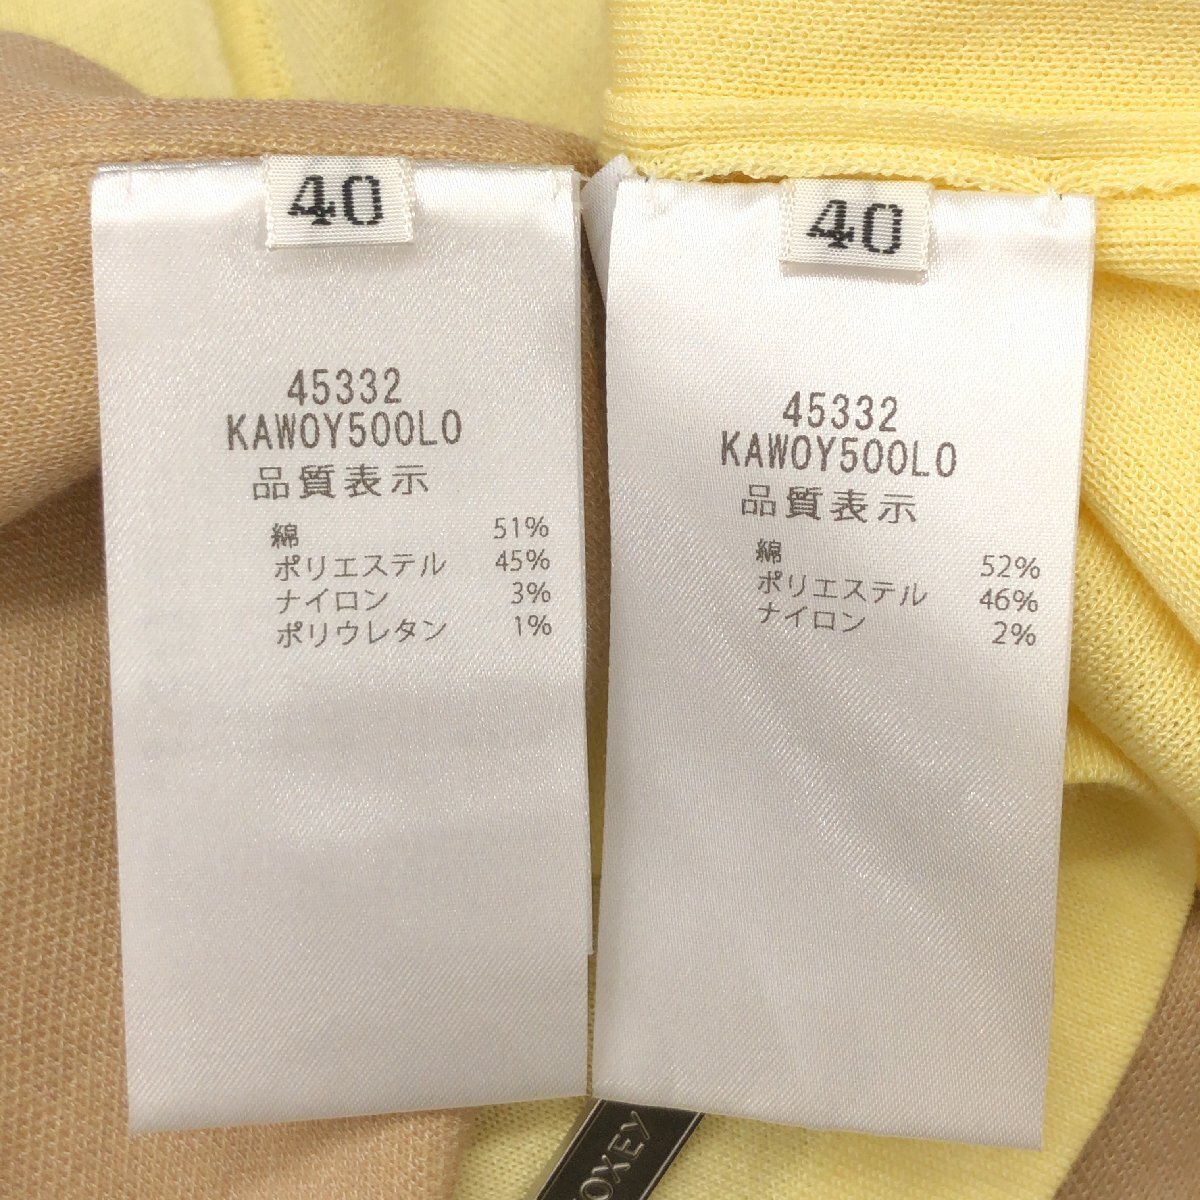 40
45332
KAWOY500LO
品質表示
綿 51%
ポリエステル 45%
ナイロン 3%
ポリウレタン 1%
40
45332
KAWOY500LO
品質表示
綿 52%
ポリエステル 46%
ナイロン 2%
OXEY